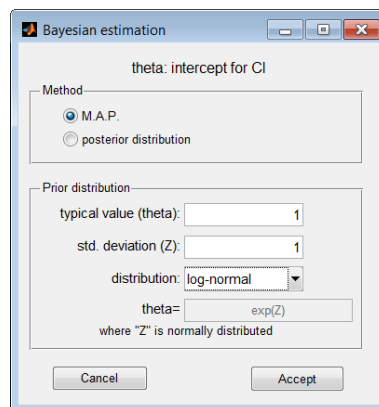 Bayesian estimation
theta: intercept for Cl
Method
M.A.P.
posterior distribution
Prior distribution
typical value (theta): 1
std. deviation (Z): 1
distribution: log-normal
theta= exp(Z)
where "Z" is normally distributed
Cancel Accept